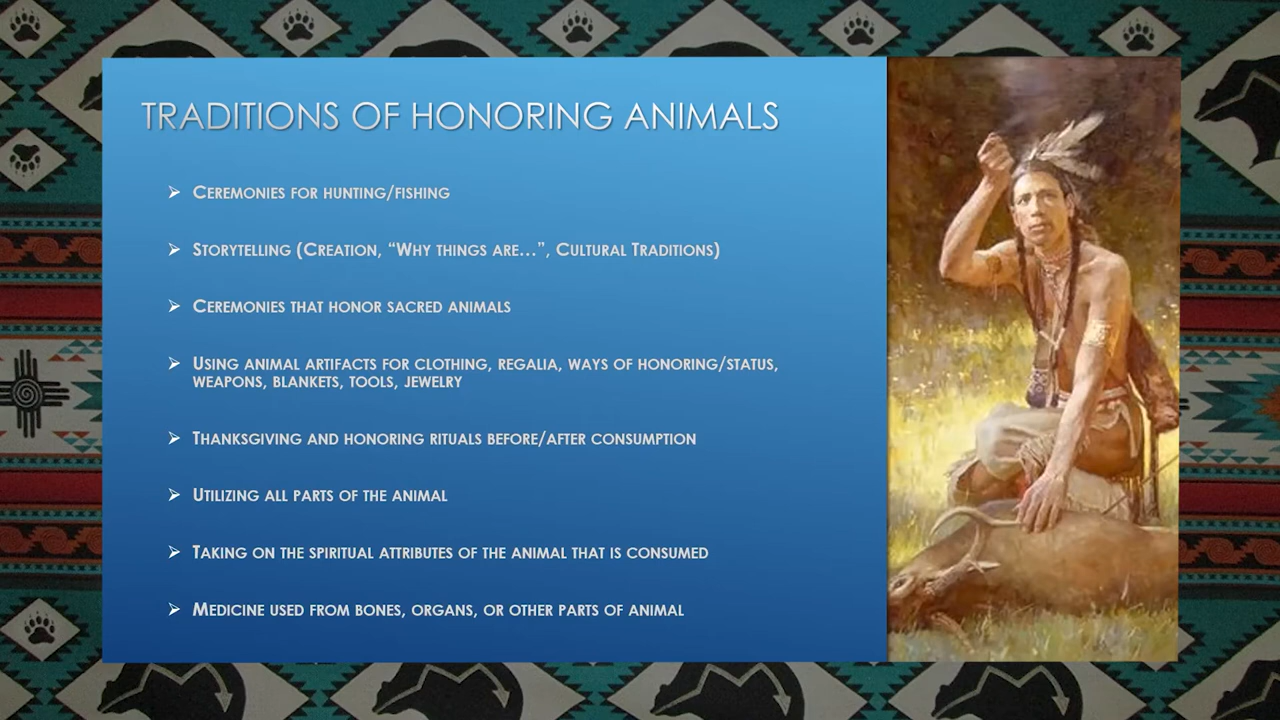 TRADITIONS OF HONORING ANIMALS
CEREMONIES FOR HUNTING/FISHING
STORYTELLING (CREATION, “WHY THINGS ARE…”, CULTURAL TRADITIONS)
CEREMONIES THAT HONOR SACRED ANIMALS
USING ANIMAL ARTIFACTS FOR CLOTHING, REGALIA, WAYS OF HONORING/STATUS,
WEAPONS, BLANKETS, TOOLS, JEWELRY
THANKSGIVING AND HONORING RITUALS BEFORE/AFTER CONSUMPTION
UTILIZING ALL PARTS OF THE ANIMAL
TAKING ON THE SPIRITUAL ATTRIBUTES OF THE ANIMAL THAT IS CONSUMED
MEDICINE USED FROM BONES, ORGANS, OR OTHER PARTS OF ANIMAL